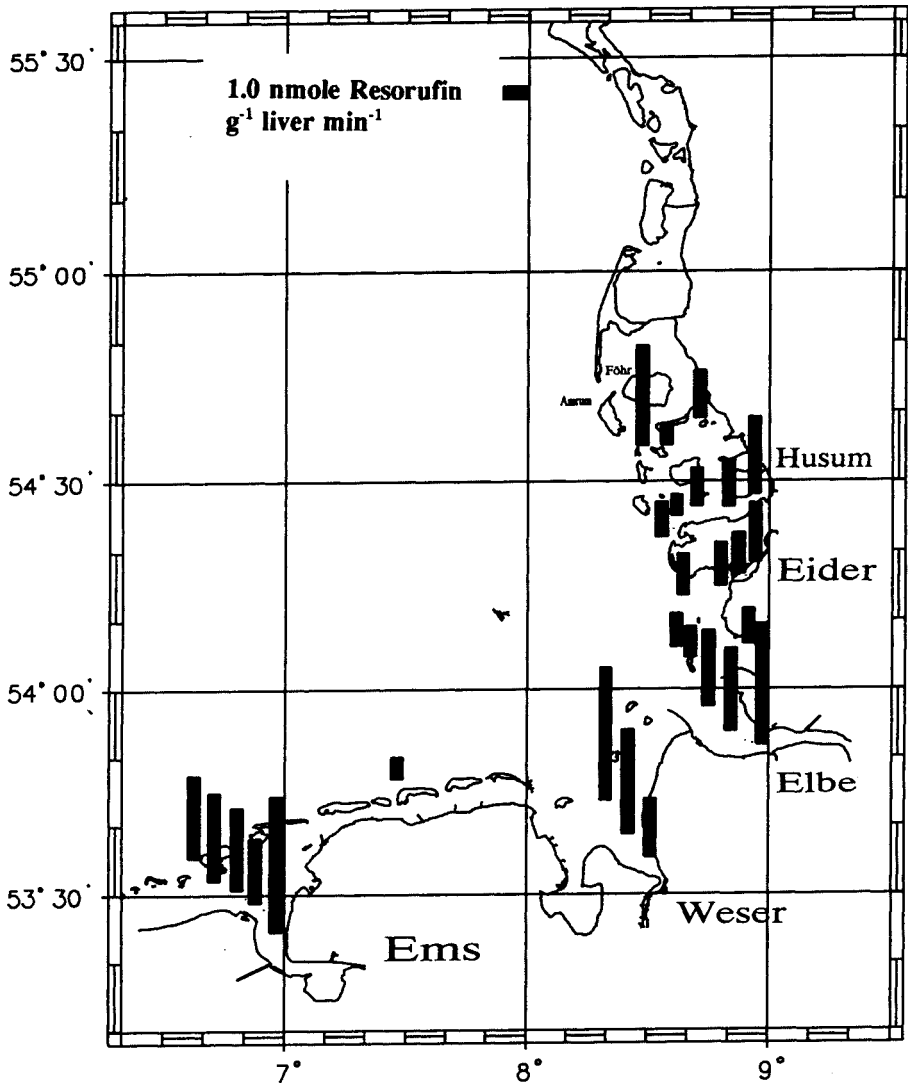 55° 30'
1.0 nmole Resorufin
g⁻¹ liver min⁻¹
55° 00'
Föhr
Amrum
Husum
54° 30'
Eider
54° 00'
Elbe
53° 30'
Weser
Ems
7°
8°
9°